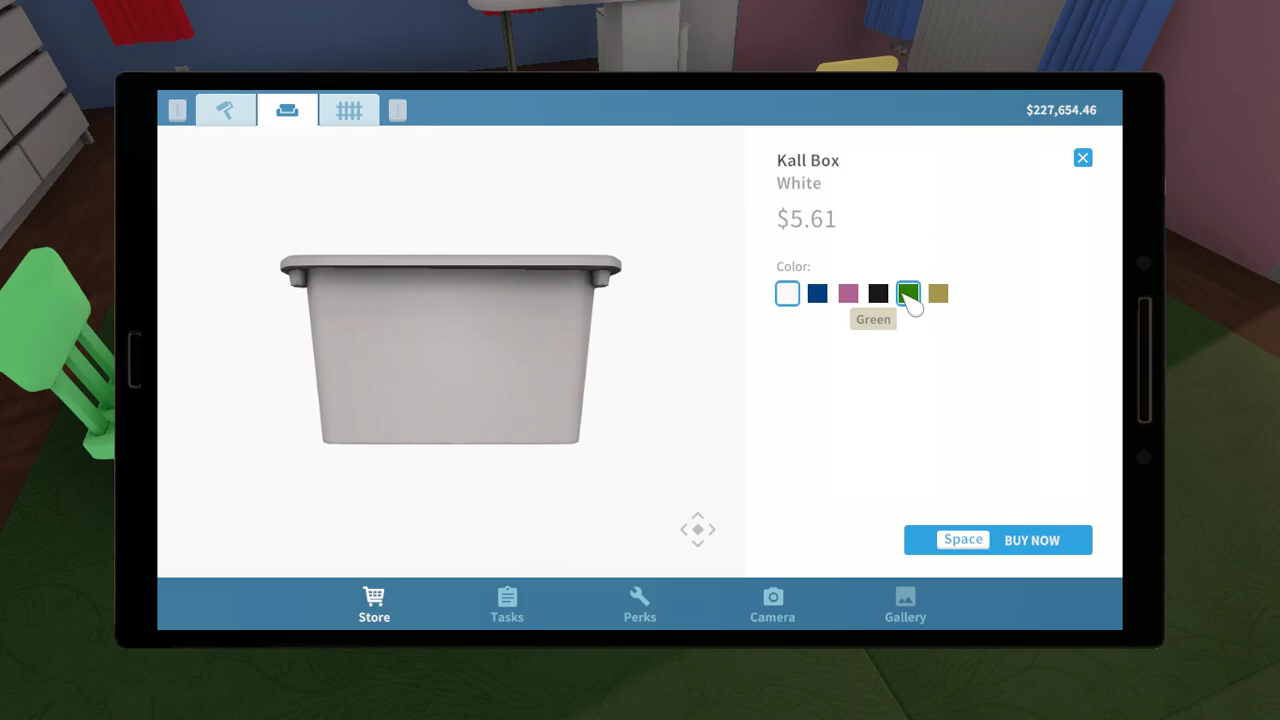 $227,654.46
Kall Box
White
$5.61
Color:
Green
Space BUY NOW
Store Tasks Perks Camera Gallery